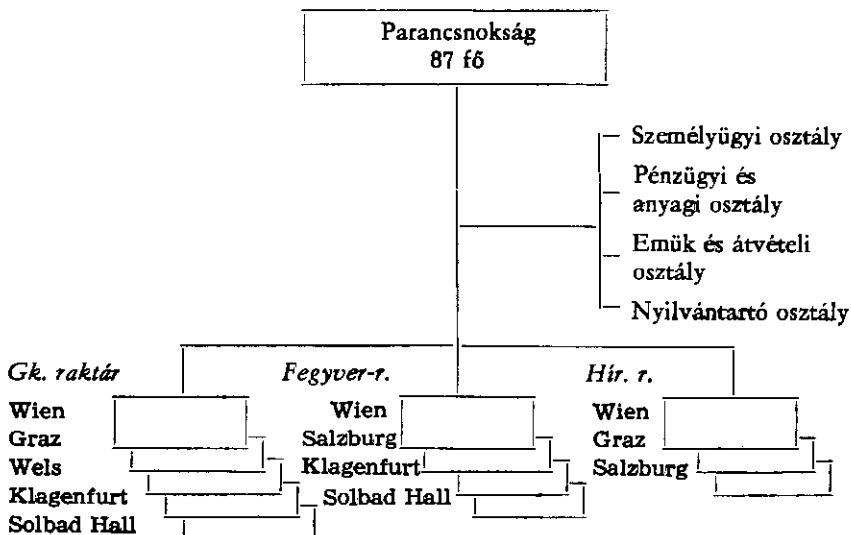 Parancsnokság
87 fő
Személyügyi osztály
Pénzügyi és
anyagi osztály
Emük és átvételi
osztály
Nyilvántartó osztály
Gk. raktár
Wien
Graz
Wels
Klagenfurt
Solbad Hall
Fegyver-r.
Wien
Salzburg
Klagenfurt
Solbad Hall
Hír. r.
Wien
Graz
Salzburg